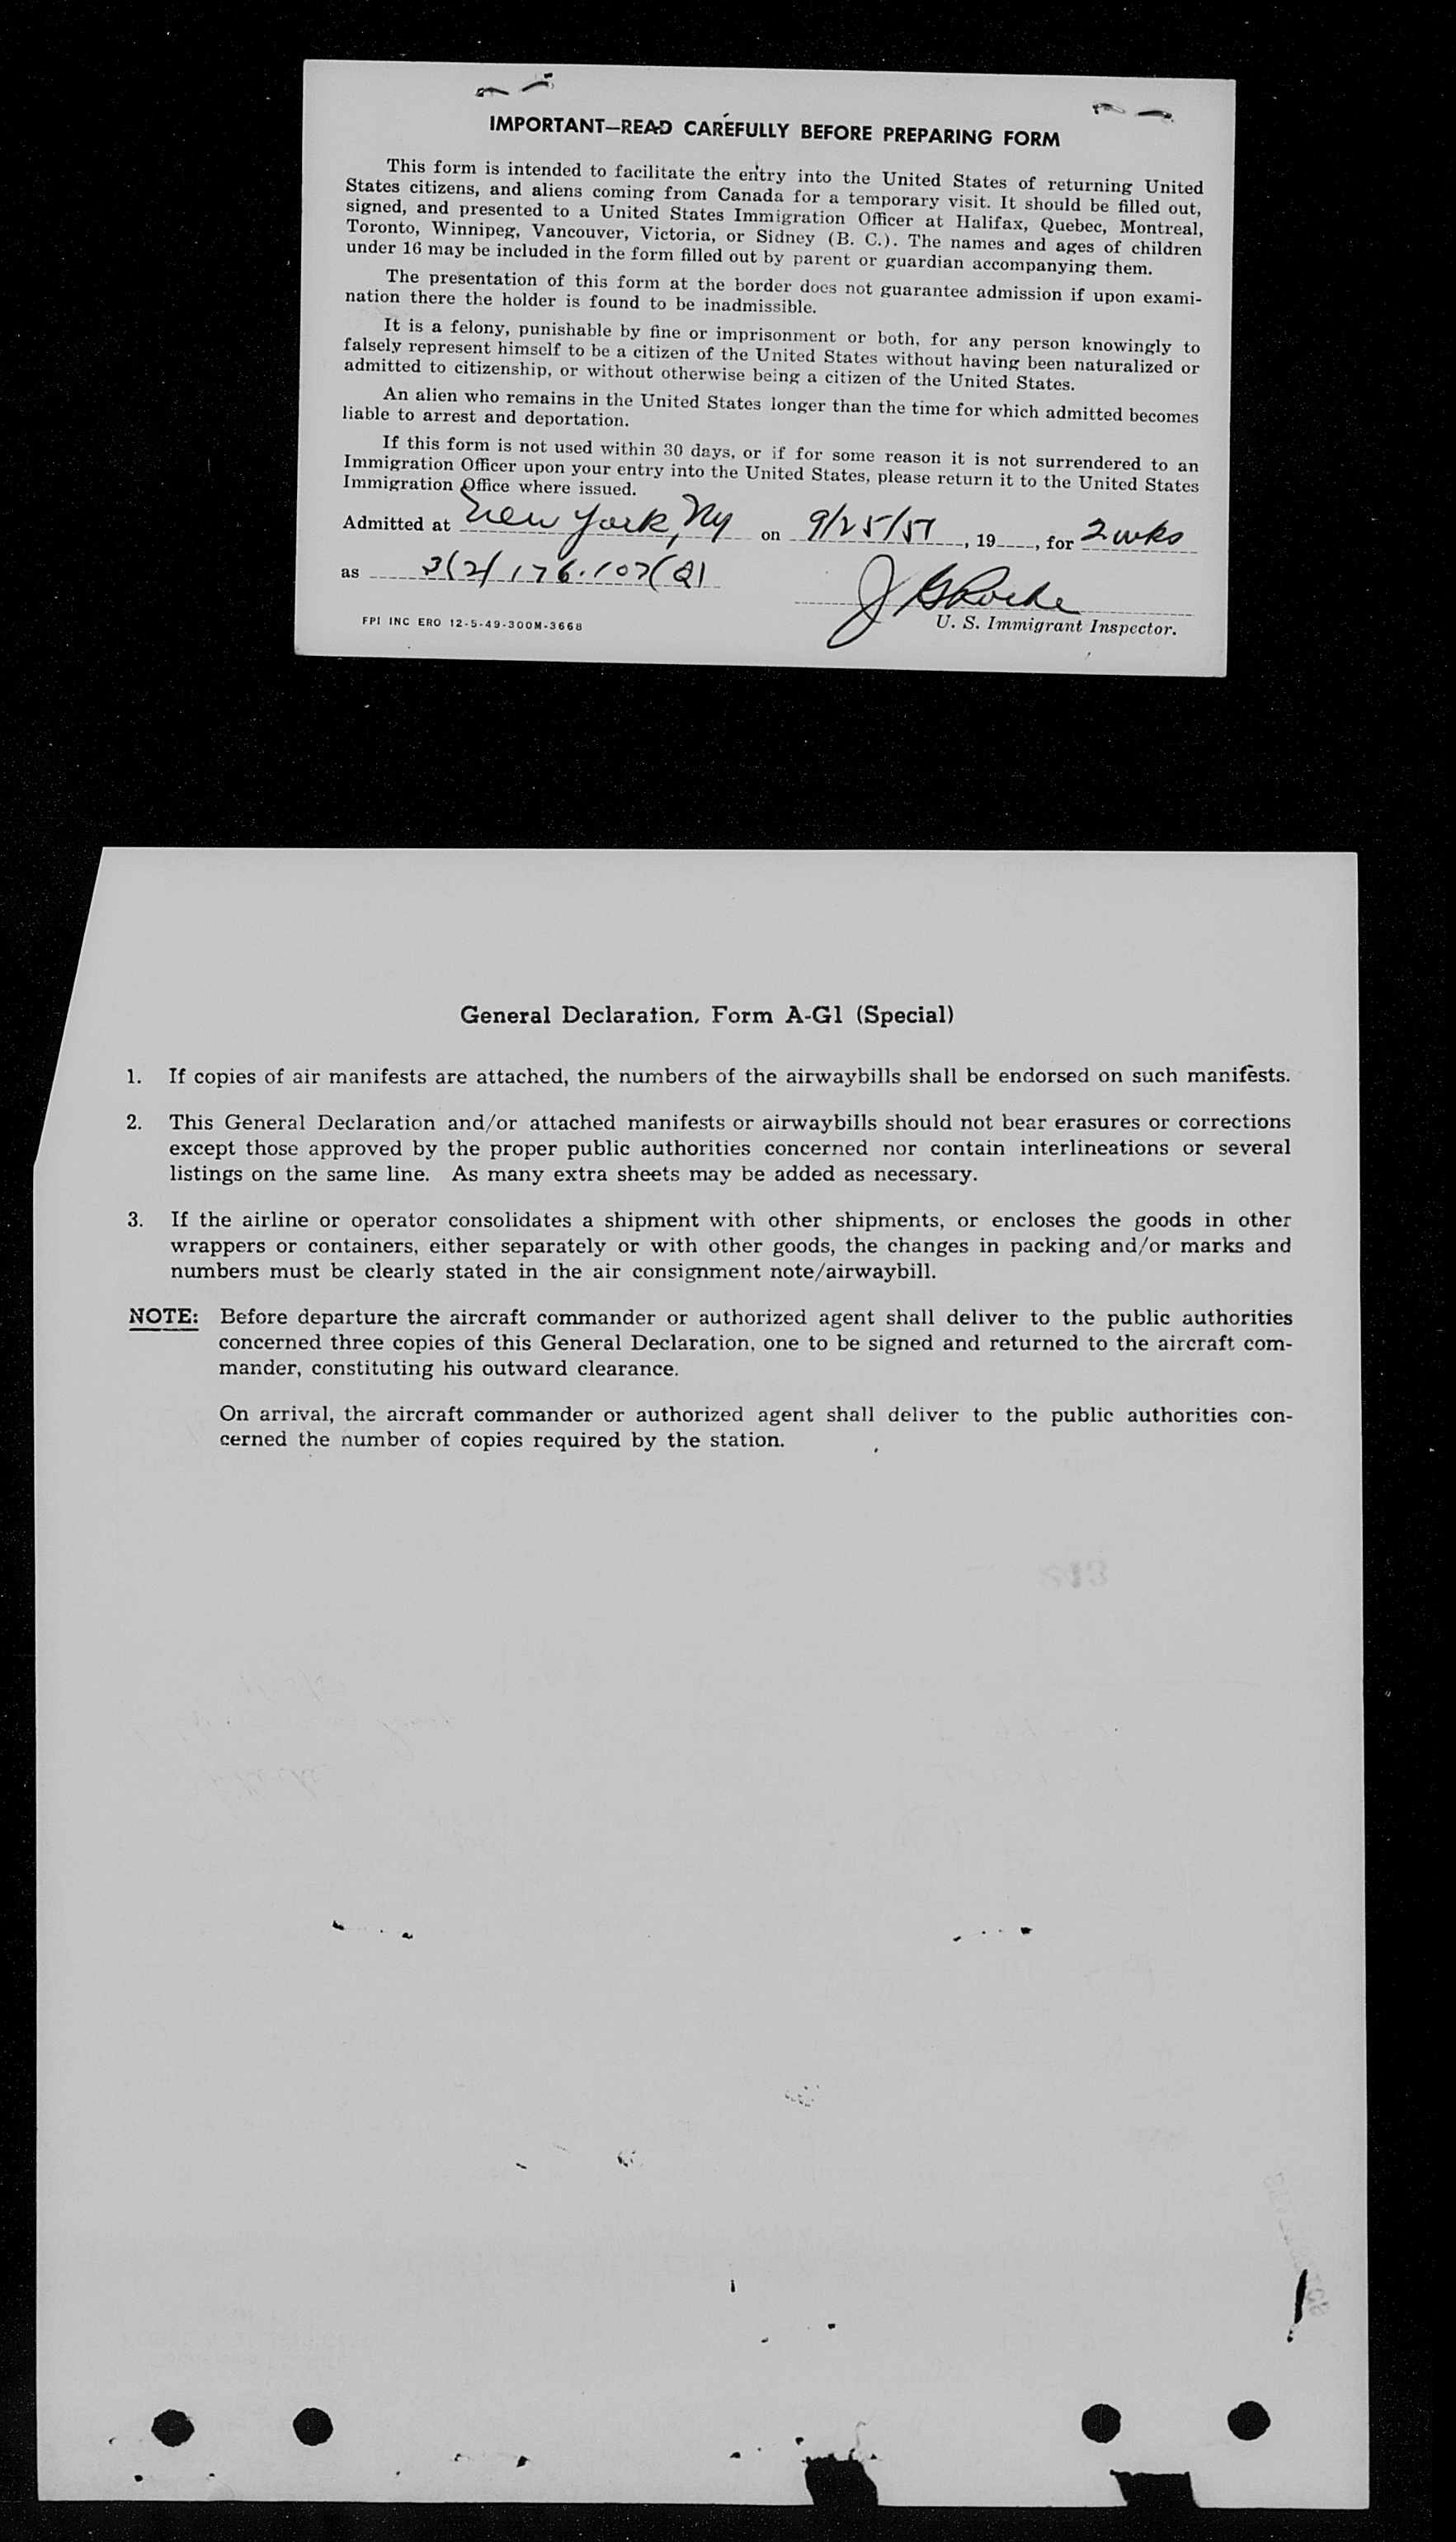 IMPORTANT—READ CAREFULLY BEFORE PREPARING FORM
This form is intended to facilitate the entry into the United States of returning United
States citizens, and aliens coming from Canada for a temporary visit. It should be filled out,
signed, and presented to a United States Immigration Officer at Halifax, Quebec, Montreal,
Toronto, Winnipeg, Vancouver, Victoria, or Sidney (B. C.). The names and ages of children
under 16 may be included in the form filled out by parent or guardian accompanying them.
The presentation of this form at the border does not guarantee admission if upon exami-
nation there the holder is found to be inadmissible.
It is a felony, punishable by fine or imprisonment or both, for any person knowingly to
falsely represent himself to be a citizen of the United States without having been naturalized or
admitted to citizenship, or without otherwise being a citizen of the United States.
An alien who remains in the United States longer than the time for which admitted becomes
liable to arrest and deportation.
If this form is not used within 30 days, or if for some reason it is not surrendered to an
Immigration Officer upon your entry into the United States, please return it to the United States
Immigration Office where issued.
Admitted at New York, Ny on 9/25/51, 19, for 2 wks
as 3(2) 176.107(Q)
J G Roche
U. S. Immigrant Inspector.
FPI INC ERO 12-5-49-300M-3668
General Declaration, Form A-G1 (Special)
1. If copies of air manifests are attached, the numbers of the airwaybills shall be endorsed on such manifests.
2. This General Declaration and/or attached manifests or airwaybills should not bear erasures or corrections
except those approved by the proper public authorities concerned nor contain interlineations or several
listings on the same line. As many extra sheets may be added as necessary.
3. If the airline or operator consolidates a shipment with other shipments, or encloses the goods in other
wrappers or containers, either separately or with other goods, the changes in packing and/or marks and
numbers must be clearly stated in the air consignment note/airwaybill.
NOTE: Before departure the aircraft commander or authorized agent shall deliver to the public authorities
concerned three copies of this General Declaration, one to be signed and returned to the aircraft com-
mander, constituting his outward clearance.
On arrival, the aircraft commander or authorized agent shall deliver to the public authorities con-
cerned the number of copies required by the station.